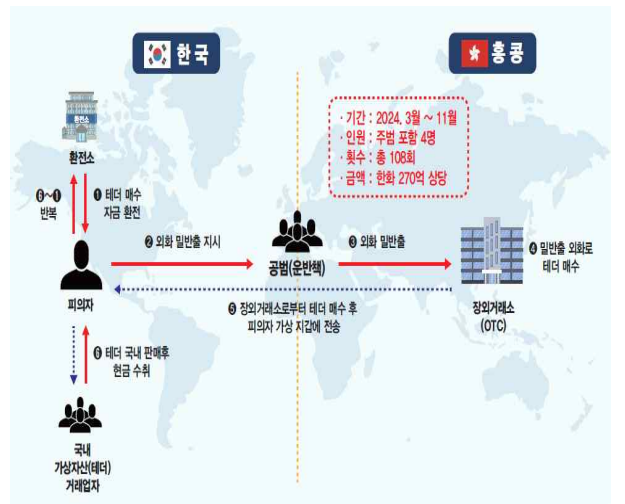 한국
홍콩
· 기간 : 2024. 3월 ~ 11월
· 인원 : 주범 포함 4명
· 횟수 : 총 108회
· 금액 : 한화 270억 상당
환전소
환전소
❻~❶
반복
❶ 테더 매수
자금 환전
❷ 외화 밀반출 지시
공범(운반책)
❸ 외화 밀반출
❹ 밀반출 외화로
테더 매수
피의자
❺ 장외거래소로부터 테더 매수 후
피의자 가상 지갑에 전송
장외거래소
(OTC)
❻ 테더 국내 판매후
현금 수취
국내
가상자산(테더)
거래업자